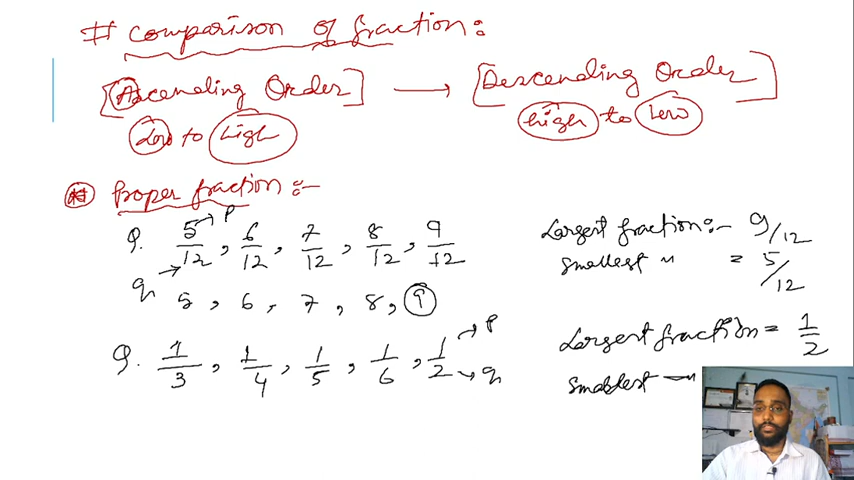 # Comparison of fraction:
[Ascending Order] → [Descending Order]
Low to high
high to Low
Proper fraction:-
Q. 5/12 → p, 6/12, 7/12, 8/12, 9/12
q →
5, 6, 7, 8, 9
Largest fraction:- 9/12
Smallest " = 5/12
Q. 1/3, 1/4, 1/5, 1/6, 1/2 → p
→ q
Largest fraction = 1/2
Smallest — "